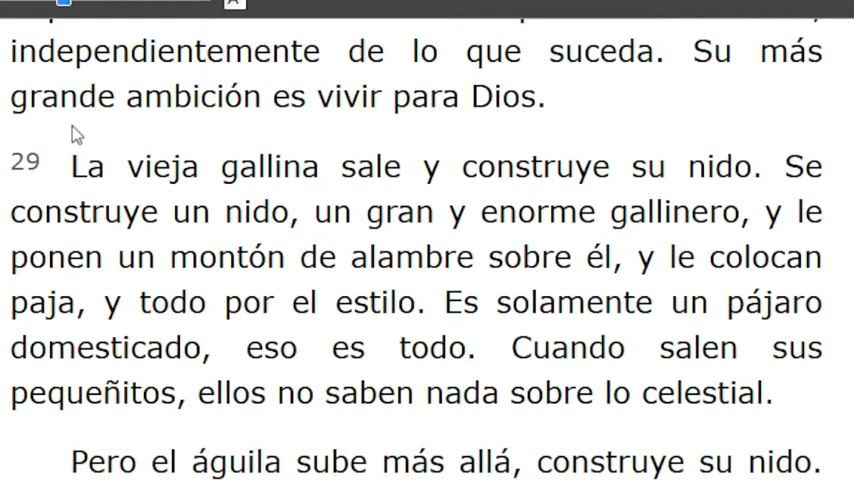 independientemente de lo que suceda. Su más
grande ambición es vivir para Dios.
29 La vieja gallina sale y construye su nido. Se
construye un nido, un gran y enorme gallinero, y le
ponen un montón de alambre sobre él, y le colocan
paja, y todo por el estilo. Es solamente un pájaro
domesticado, eso es todo. Cuando salen sus
pequeñitos, ellos no saben nada sobre lo celestial.
Pero el águila sube más allá, construye su nido.